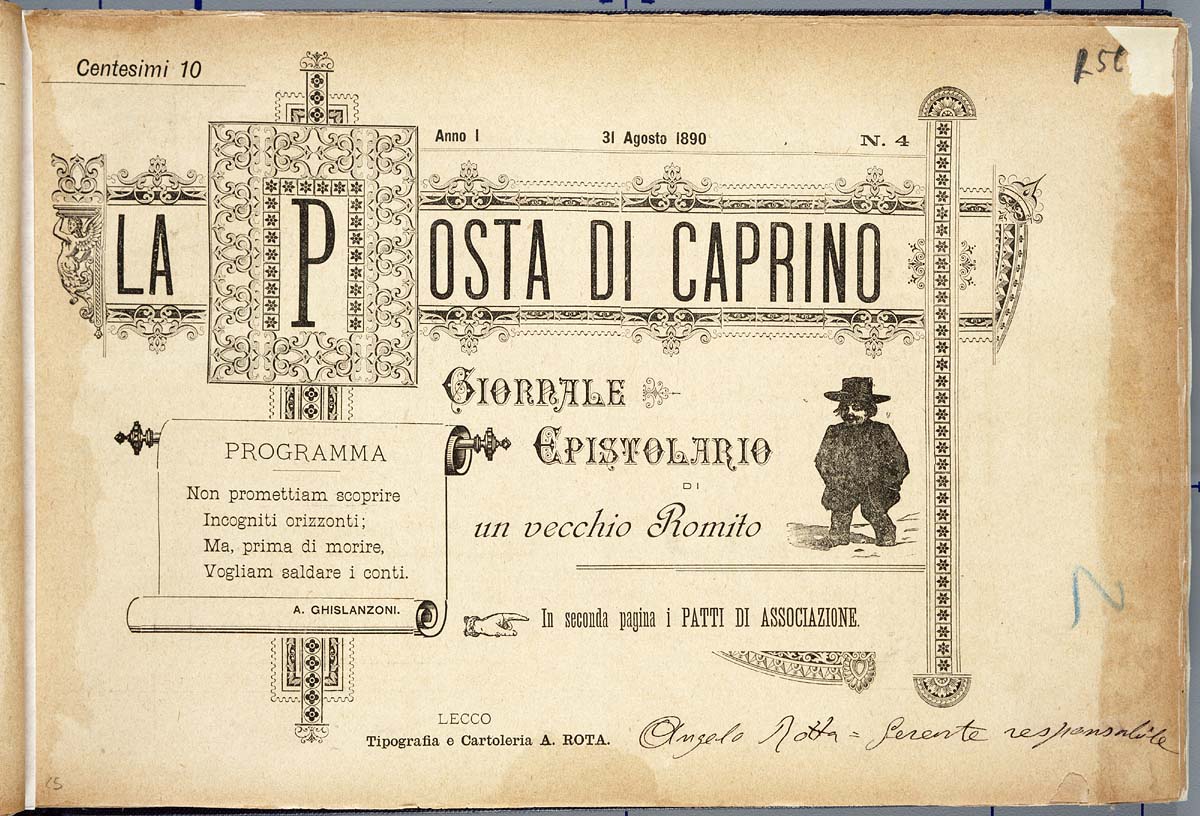 Centesimi 10
Anno I 31 Agosto 1890 N. 4
LA POSTA DI CAPRINO
GIORNALE
EPISTOLARIO
DI
un vecchio Romito
PROGRAMMA
Non promettiam scoprire
Incogniti orizzonti;
Ma, prima di morire,
Vogliam saldare i conti.
A. GHISLANZONI.
In seconda pagina i PATTI DI ASSOCIAZIONE.
LECCO
Tipografia e Cartoleria A. ROTA.
Angelo Rotta = Gerente responsabile